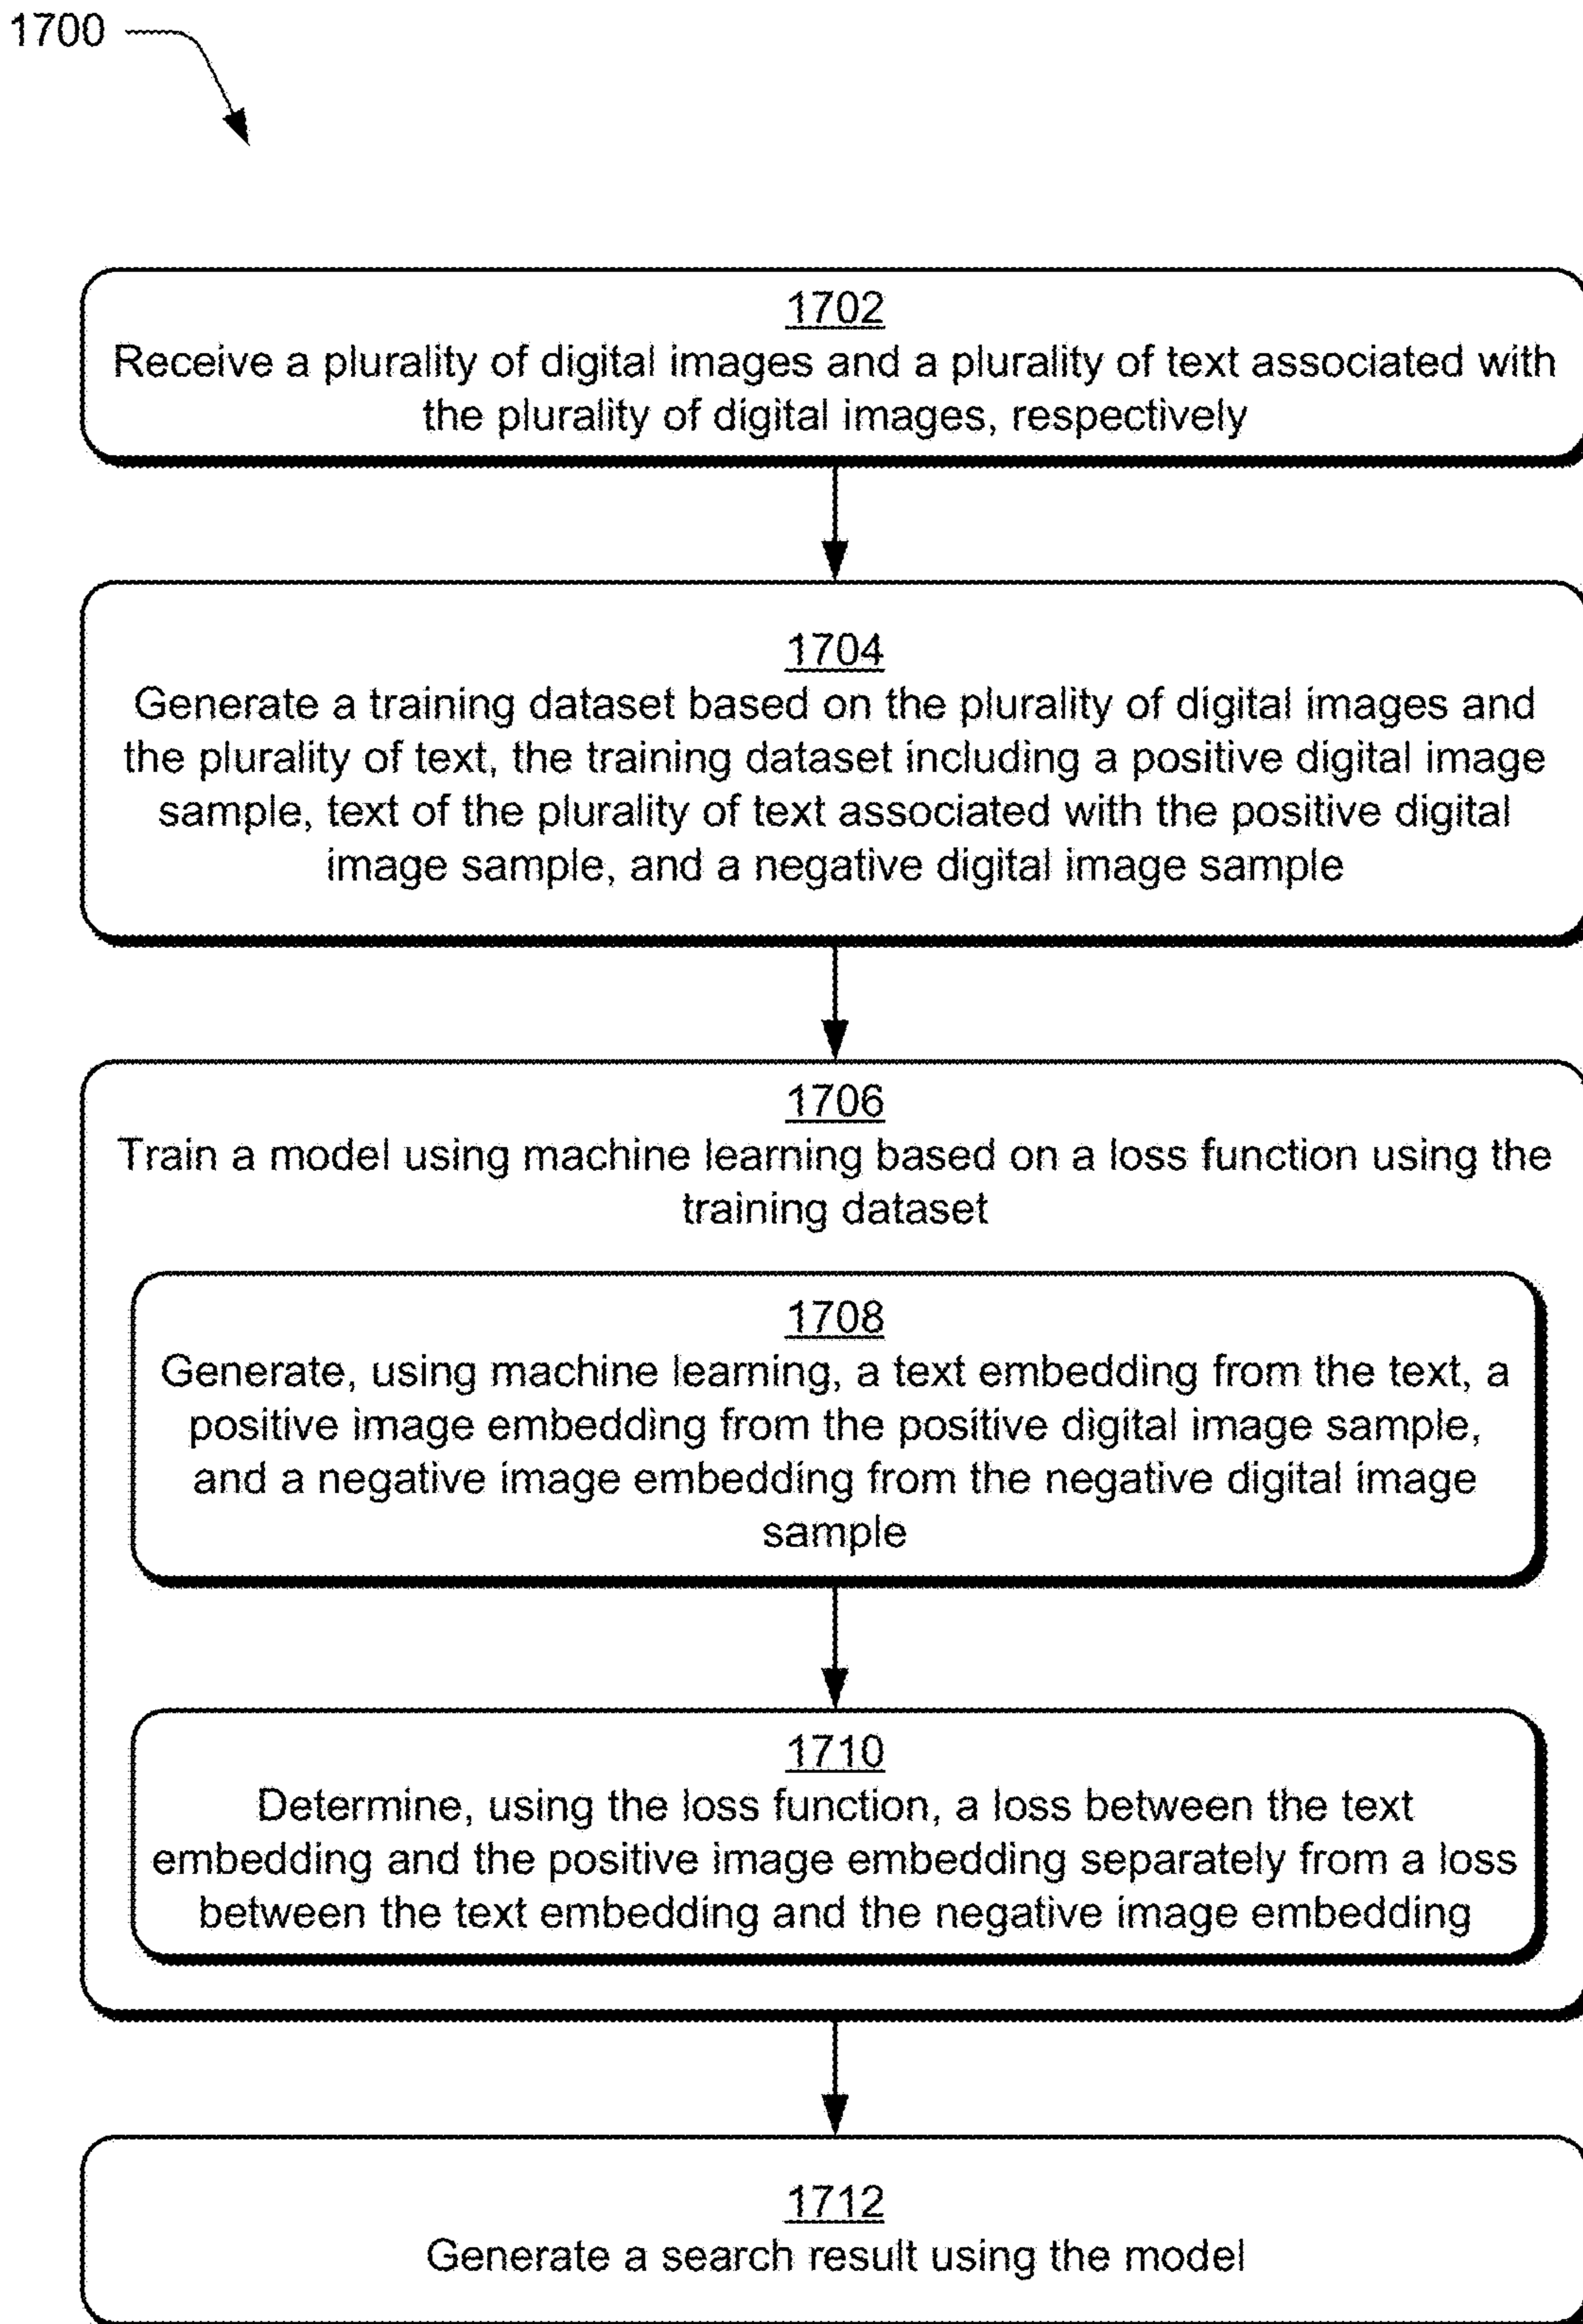 1700
1702
Receive a plurality of digital images and a plurality of text associated with
the plurality of digital images, respectively
1704
Generate a training dataset based on the plurality of digital images and
the plurality of text, the training dataset including a positive digital image
sample, text of the plurality of text associated with the positive digital
image sample, and a negative digital image sample
1706
Train a model using machine learning based on a loss function using the
training dataset
1708
Generate, using machine learning, a text embedding from the text, a
positive image embedding from the positive digital image sample,
and a negative image embedding from the negative digital image
sample
1710
Determine, using the loss function, a loss between the text
embedding and the positive image embedding separately from a loss
between the text embedding and the negative image embedding
1712
Generate a search result using the model